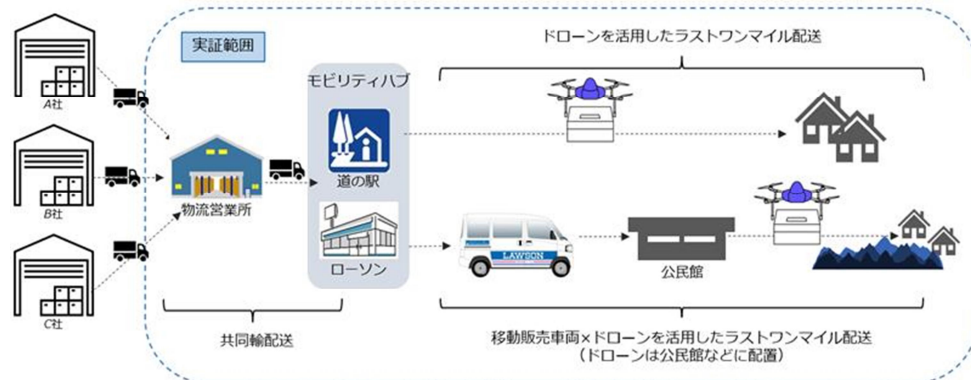 実証範囲
ドローンを活用したラストワンマイル配送
モビリティハブ
A社
B社
C社
物流営業所
道の駅
ローソン
LAWSON
公民館
共同輸配送
移動販売車両×ドローンを活用したラストワンマイル配送
（ドローンは公民館などに配置）